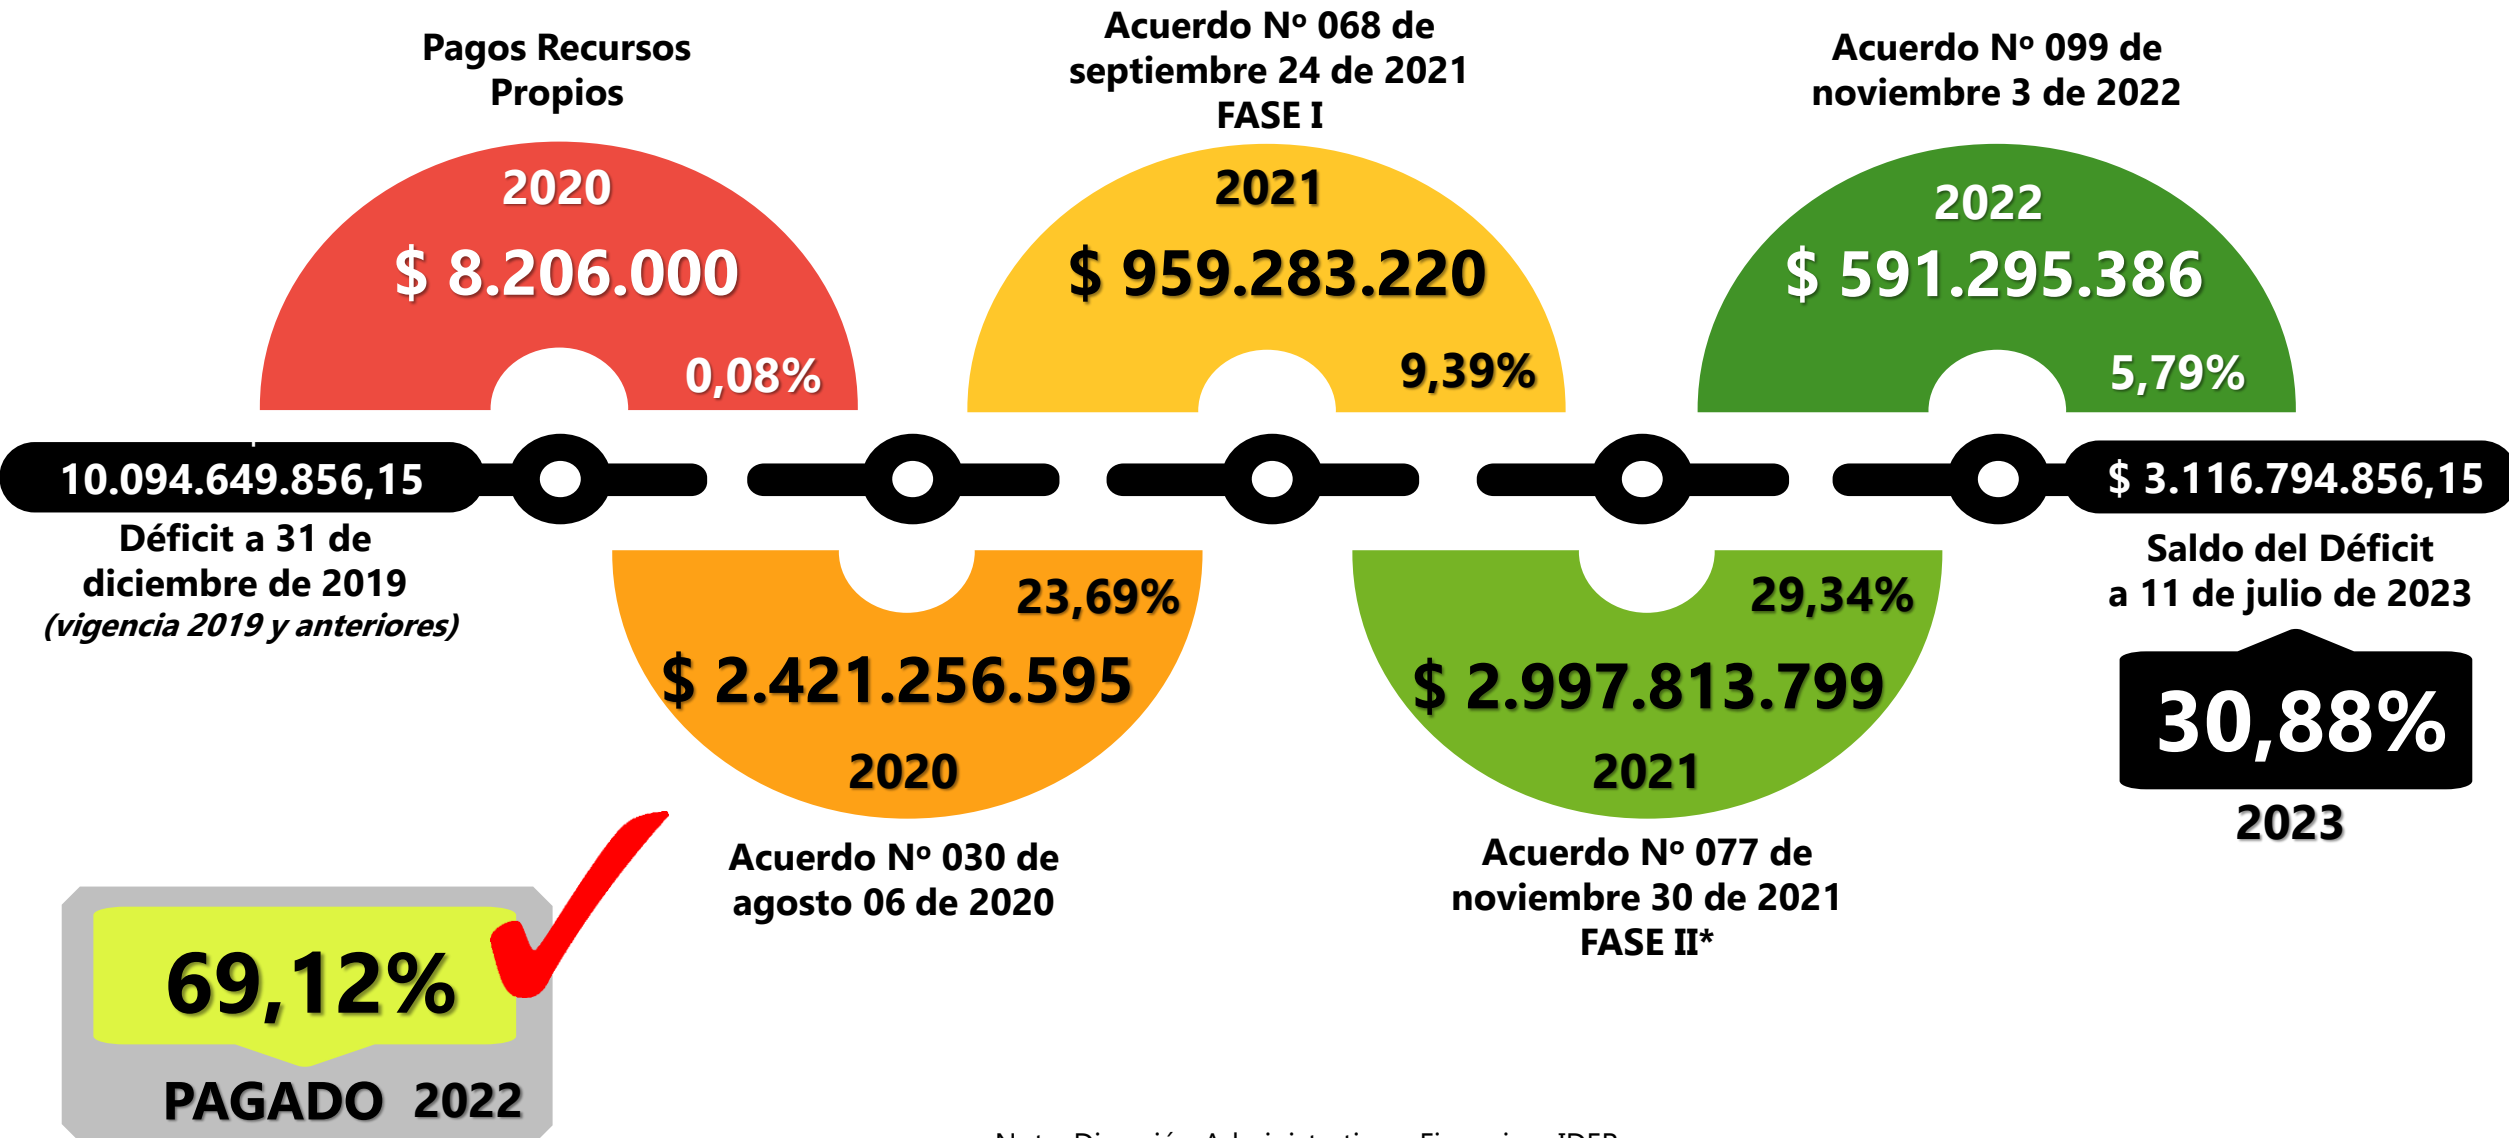 Pagos Recursos
Propios
2020
$ 8.206.000
0,08%
Acuerdo Nº 068 de
septiembre 24 de 2021
FASE I
2021
$ 959.283.220
9,39%
Acuerdo Nº 099 de
noviembre 3 de 2022
2022
$ 591.295.386
5,79%
10.094.649.856,15
Déficit a 31 de
diciembre de 2019
(vigencia 2019 y anteriores)
23,69%
$ 2.421.256.595
2020
Acuerdo Nº 030 de
agosto 06 de 2020
29,34%
$ 2.997.813.799
2021
Acuerdo Nº 077 de
noviembre 30 de 2021
FASE II*
$ 3.116.794.856,15
Saldo del Déficit
a 11 de julio de 2023
30,88%
2023
69,12%
PAGADO 2022